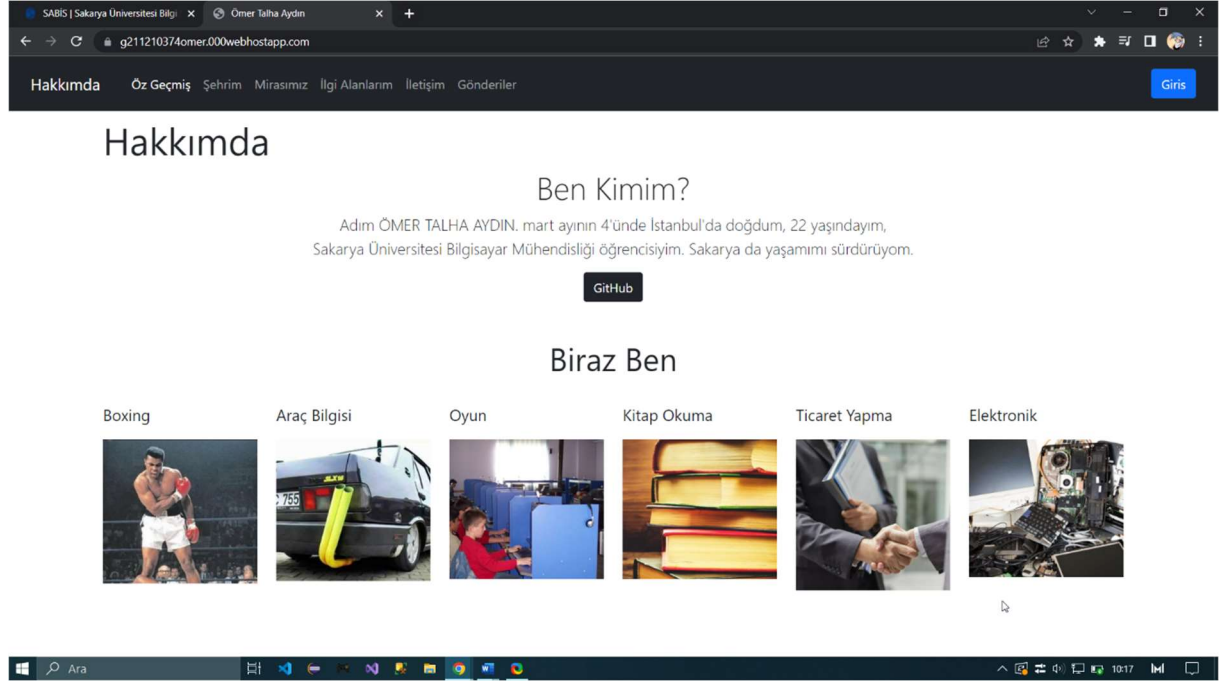 SABİS | Sakarya Üniversitesi Bilgi
Ömer Talha Aydın
g211210374omer.000webhostapp.com
Hakkımda Öz Geçmiş Şehrim Mirasımız İlgi Alanlarım İletişim Gönderiler Giris
Hakkımda
Ben Kimim?
Adım ÖMER TALHA AYDIN. mart ayının 4'ünde İstanbul'da doğdum, 22 yaşındayım,
Sakarya Üniversitesi Bilgisayar Mühendisliği öğrencisiyim. Sakarya da yaşamımı sürdürüyom.
GitHub
Biraz Ben
Boxing Araç Bilgisi Oyun Kitap Okuma Ticaret Yapma Elektronik
755
Ara
10:17